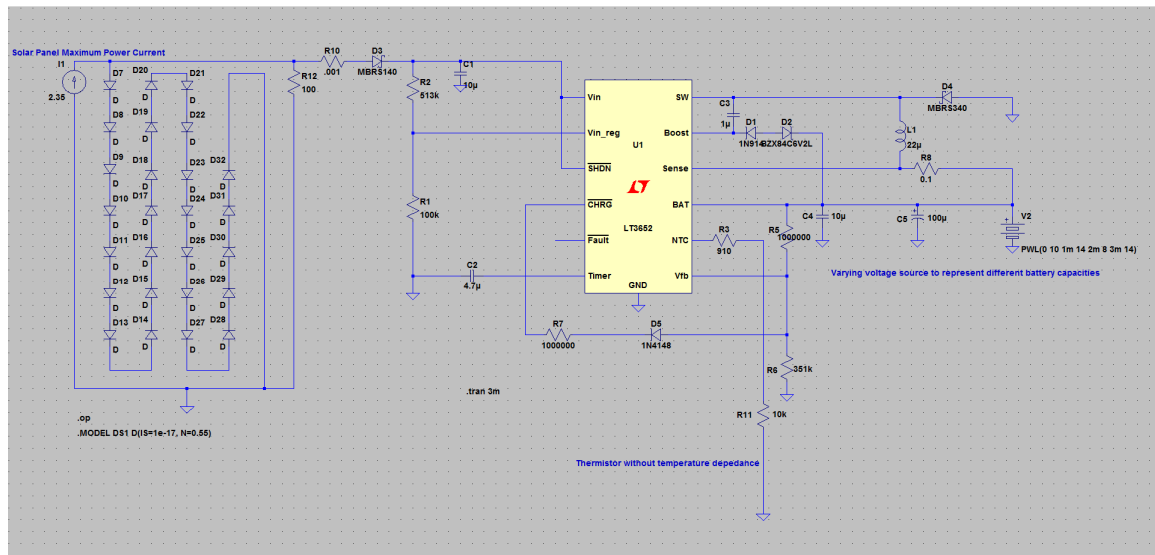 Solar Panel Maximum Power Current
I1
2.35
D7
D
D8
D
D9
D
D10
D
D11
D
D12
D
D13
D
D20
D
D19
D
D18
D
D17
D
D16
D
D15
D
D14
D
D21
D
D22
D
D23
D
D24
D
D25
D
D26
D
D27
D
D32
D
D31
D
D30
D
D29
D
D28
D
R12
100
R10
.001
D3
MBRS140
R2
513k
C1
10µ
R1
100k
C2
4.7µ
Vin
Vin_reg
SHDN
CHRG
Fault
Timer
GND
U1
LT3652
SW
Boost
Sense
BAT
NTC
Vfb
C3
1µ
D1
1N914
D2
BZX84C6V2L
D4
MBRS340
L1
22µ
R8
0.1
R3
910
R5
1000000
C4
10µ
C5
100µ
V2
PWL(0 10 1m 14 2m 8 3m 14)
Varying voltage source to represent different battery capacities
R7
1000000
D5
1N4148
R6
351k
R11
10k
.tran 3m
.op
.MODEL DS1 D(IS=1e-17, N=0.55)
Thermistor without temperature depedance